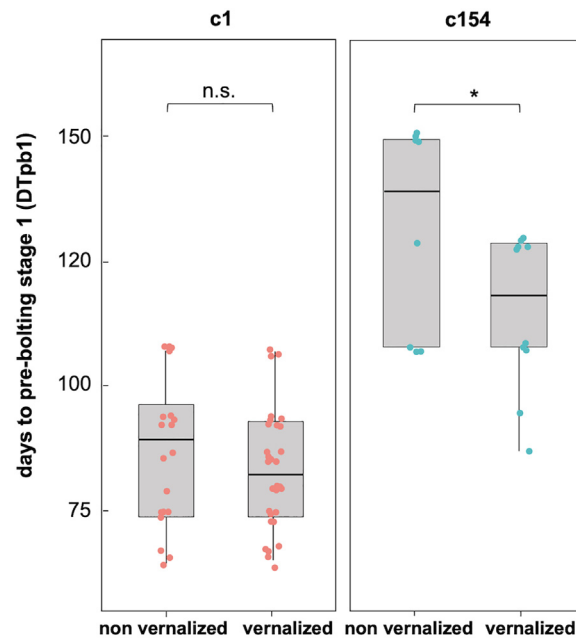 c1
c154
n.s.
*
days to pre-bolting stage 1 (DTpb1)
150
120
100
75
non vernalized
vernalized
non vernalized
vernalized